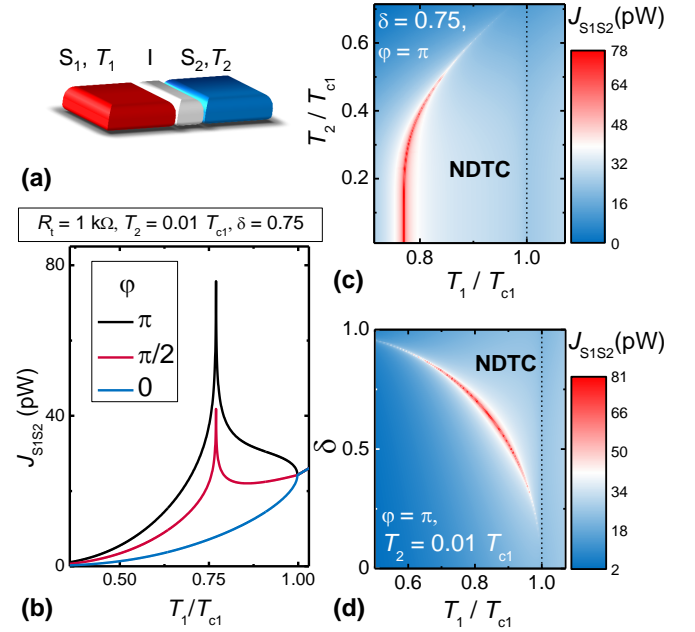 S1, T1 I S2,T2
(a)
Rt = 1 kΩ, T2 = 0.01 Tc1, δ = 0.75
80
40
0
JS1S2 (pW)
φ
π
π/2
0
0.50 0.75 1.00
T1/Tc1
(b)
δ = 0.75,
φ = π
NDTC
0.6
0.4
0.2
T2 / Tc1
0.8 1.0
T1 / Tc1
(c)
JS1S2(pW)
78
64
48
32
16
0
1.0
0.5
0
δ
NDTC
φ = π,
T2 = 0.01 Tc1
0.6 0.8 1.0
T1 / Tc1
(d)
JS1S2(pW)
81
66
50
34
18
2